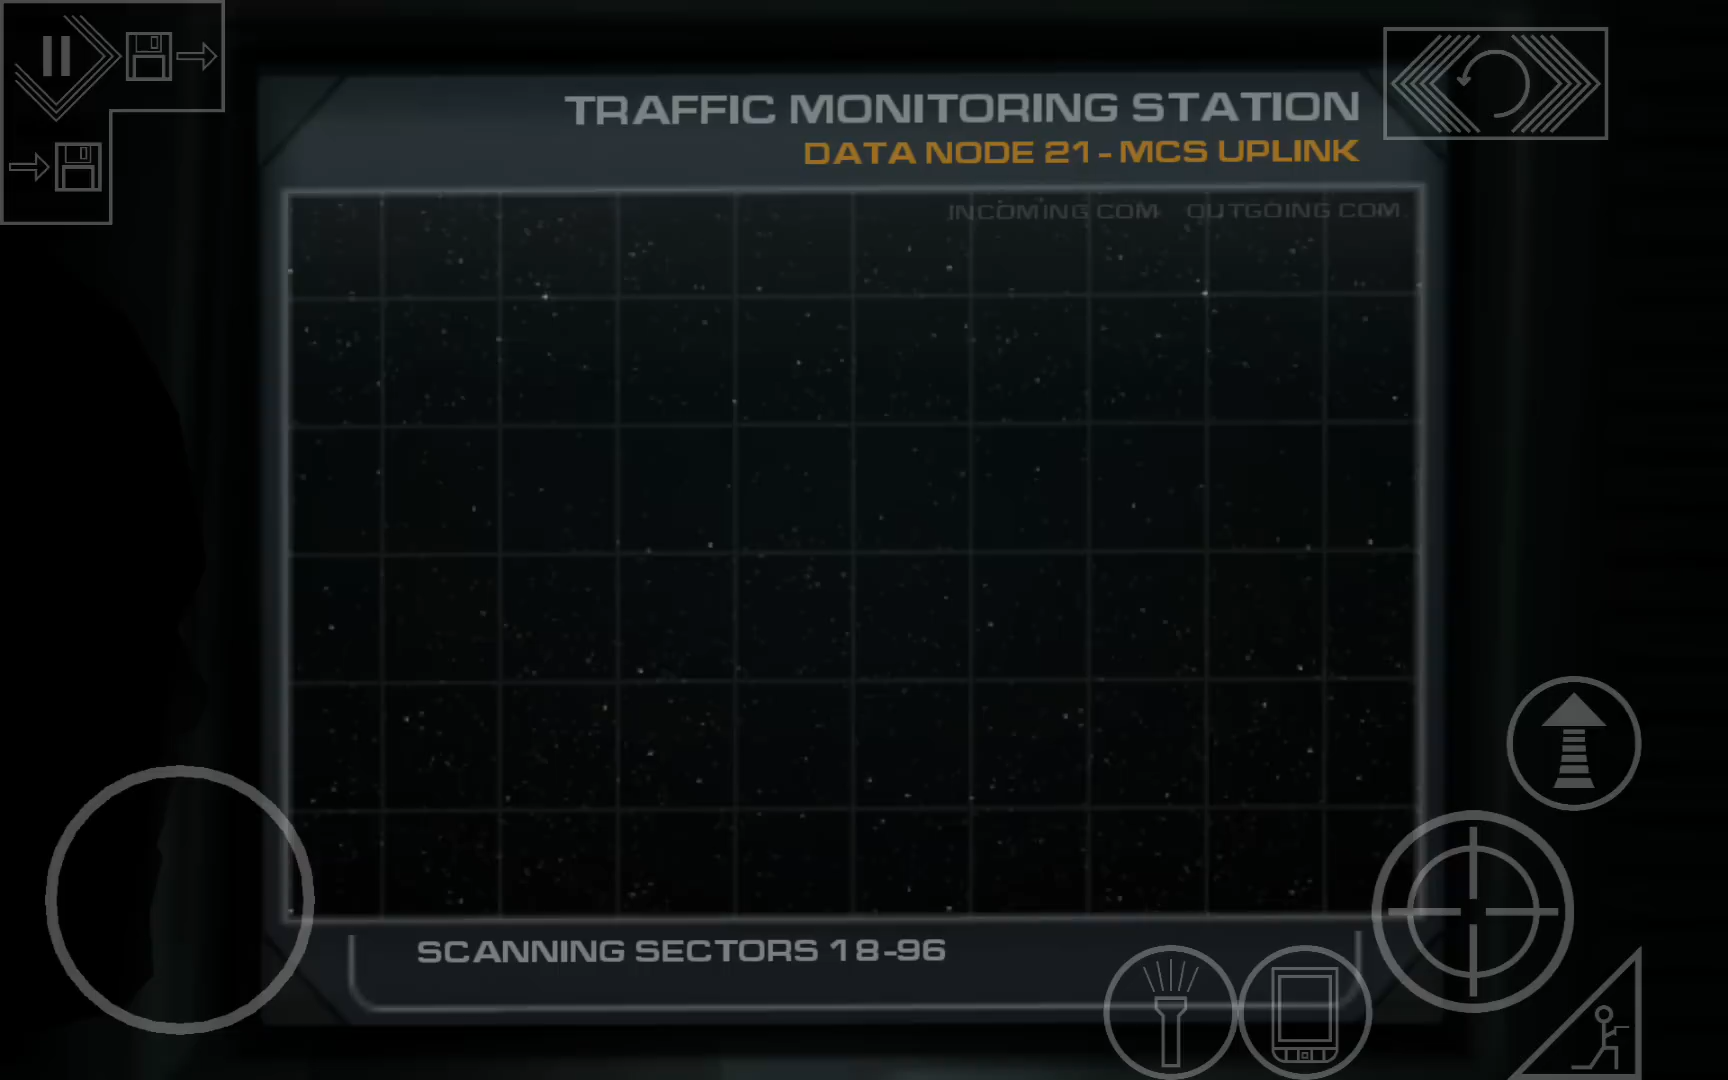 TRAFFIC MONITORING STATION
DATA NODE 21 - MCS UPLINK
INCOMING COM OUTGOING COM
SCANNING SECTORS 18-96